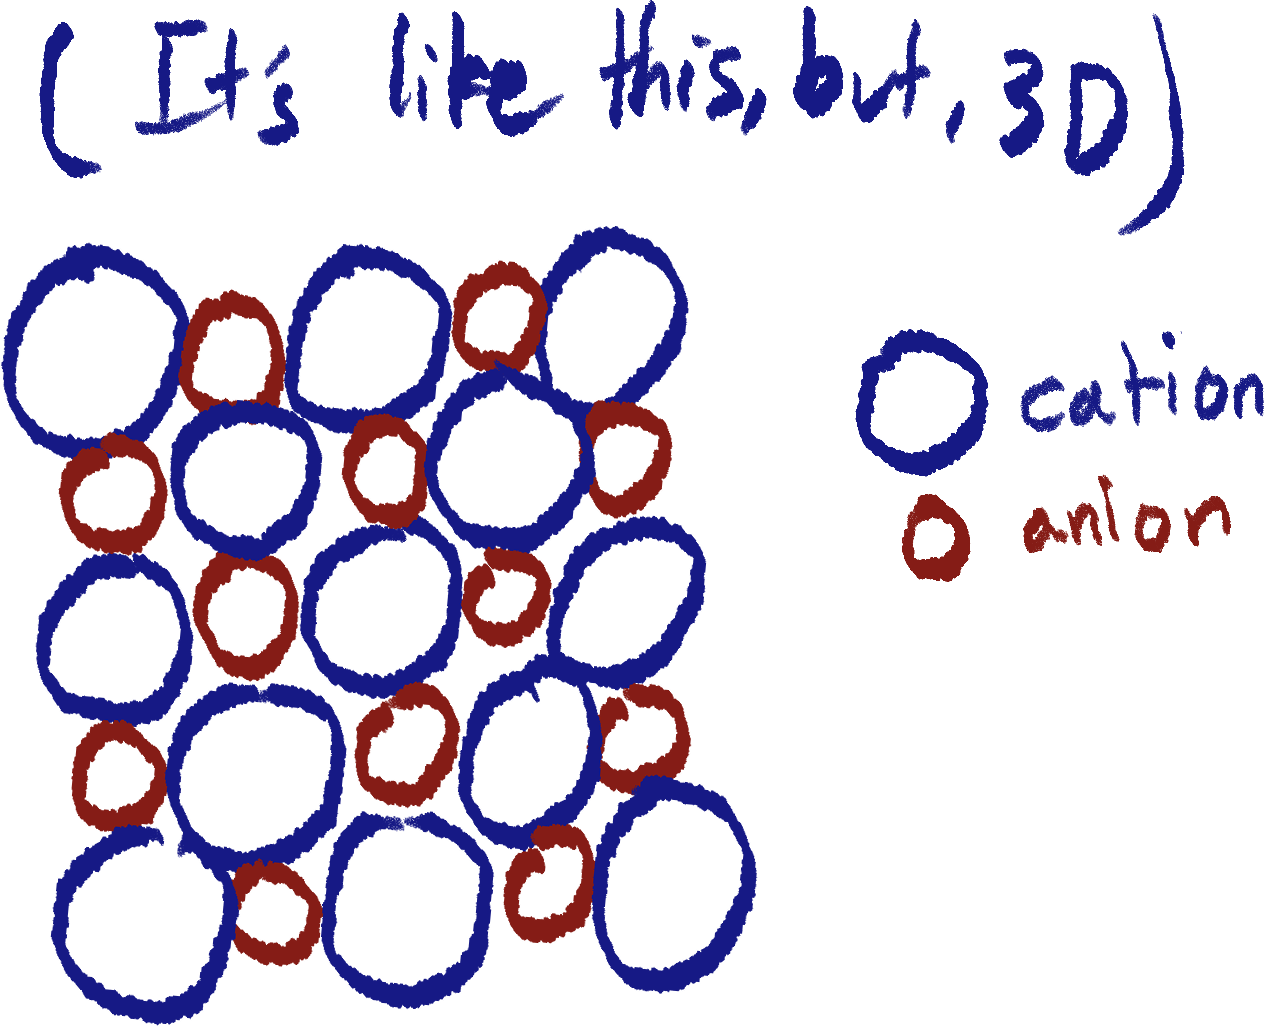 (It's like this, but, 3D)
cation
anion